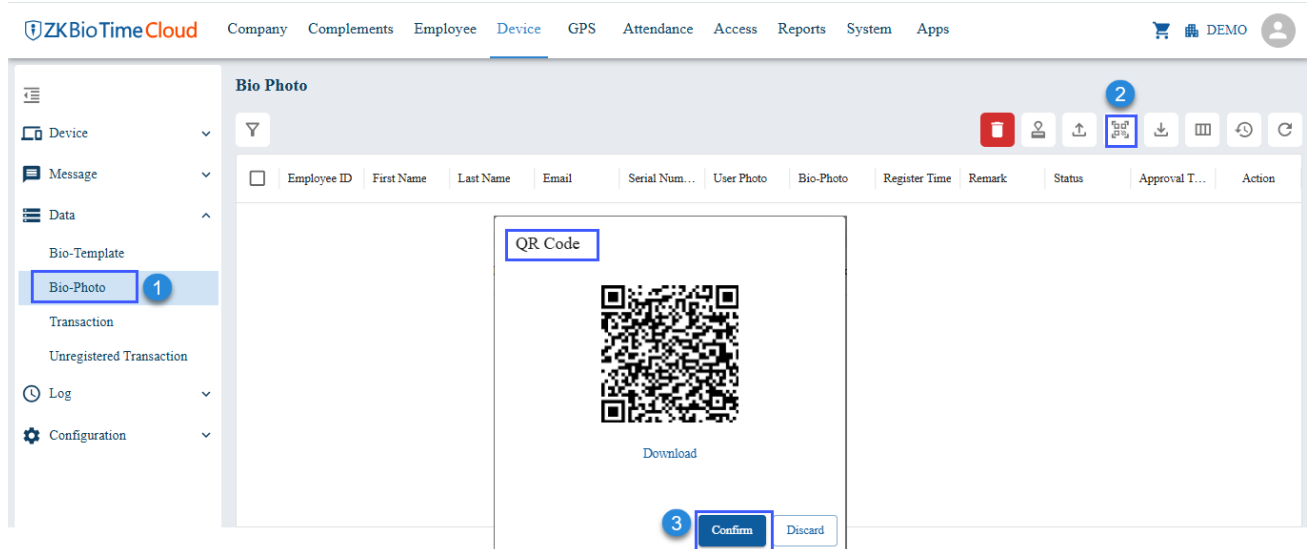 ZKBioTime Cloud
Company Complements Employee Device GPS Attendance Access Reports System Apps
DEMO
Bio Photo
2
Device
Message
Data
Bio-Template
Bio-Photo
1
Transaction
Unregistered Transaction
Log
Configuration
Employee ID First Name Last Name Email Serial Num... User Photo Bio-Photo Register Time Remark Status Approval T... Action
QR Code
Download
3
Confirm Discard